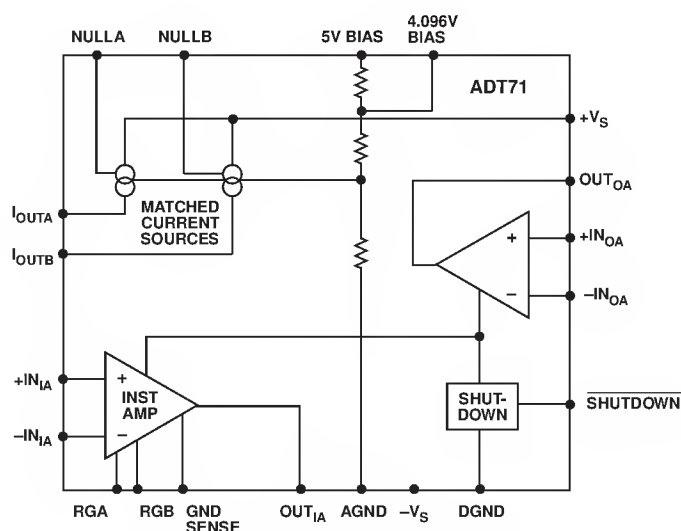 NULLA
NULLB
5V BIAS
4.096V
BIAS
ADT71
+VS
OUTOA
+INOA
–INOA
IOUTA
IOUTB
MATCHED
CURRENT
SOURCES
+
–
+INIA
–INIA
+
INST
AMP
–
SHUT-
DOWN
SHUTDOWN
RGA
RGB
GND
SENSE
OUTIA
AGND
–VS
DGND